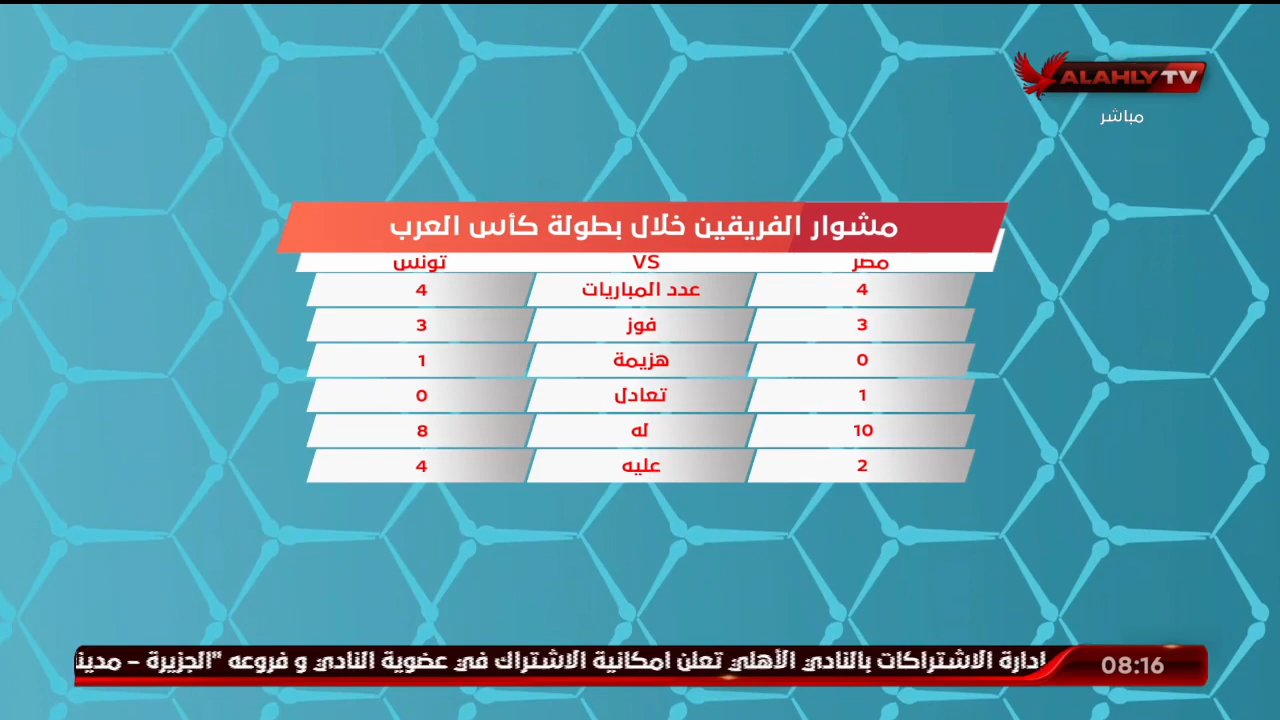 ALAHLY TV
مباشر
مشوار الفريقين خلال بطولة كأس العرب
مصر VS تونس
4 عدد المباريات 4
3 فوز 3
0 هزيمة 1
1 تعادل 0
10 له 8
2 عليه 4
ادارة الاشتراكات بالنادي الأهلي تعلن امكانية الاشتراك في عضوية النادي و فروعه "الجزيرة – مدين
08:16